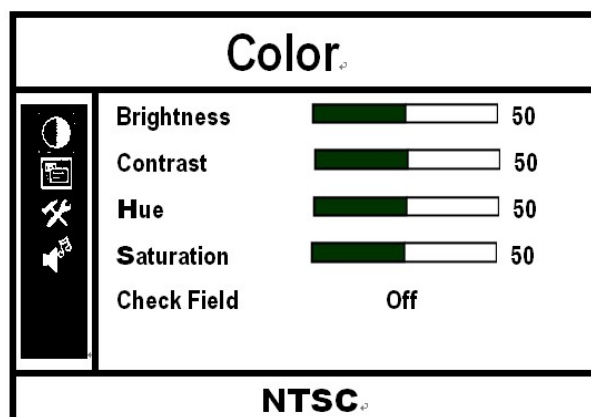 Color
Brightness 50
Contrast 50
Hue 50
Saturation 50
Check Field Off
NTSC